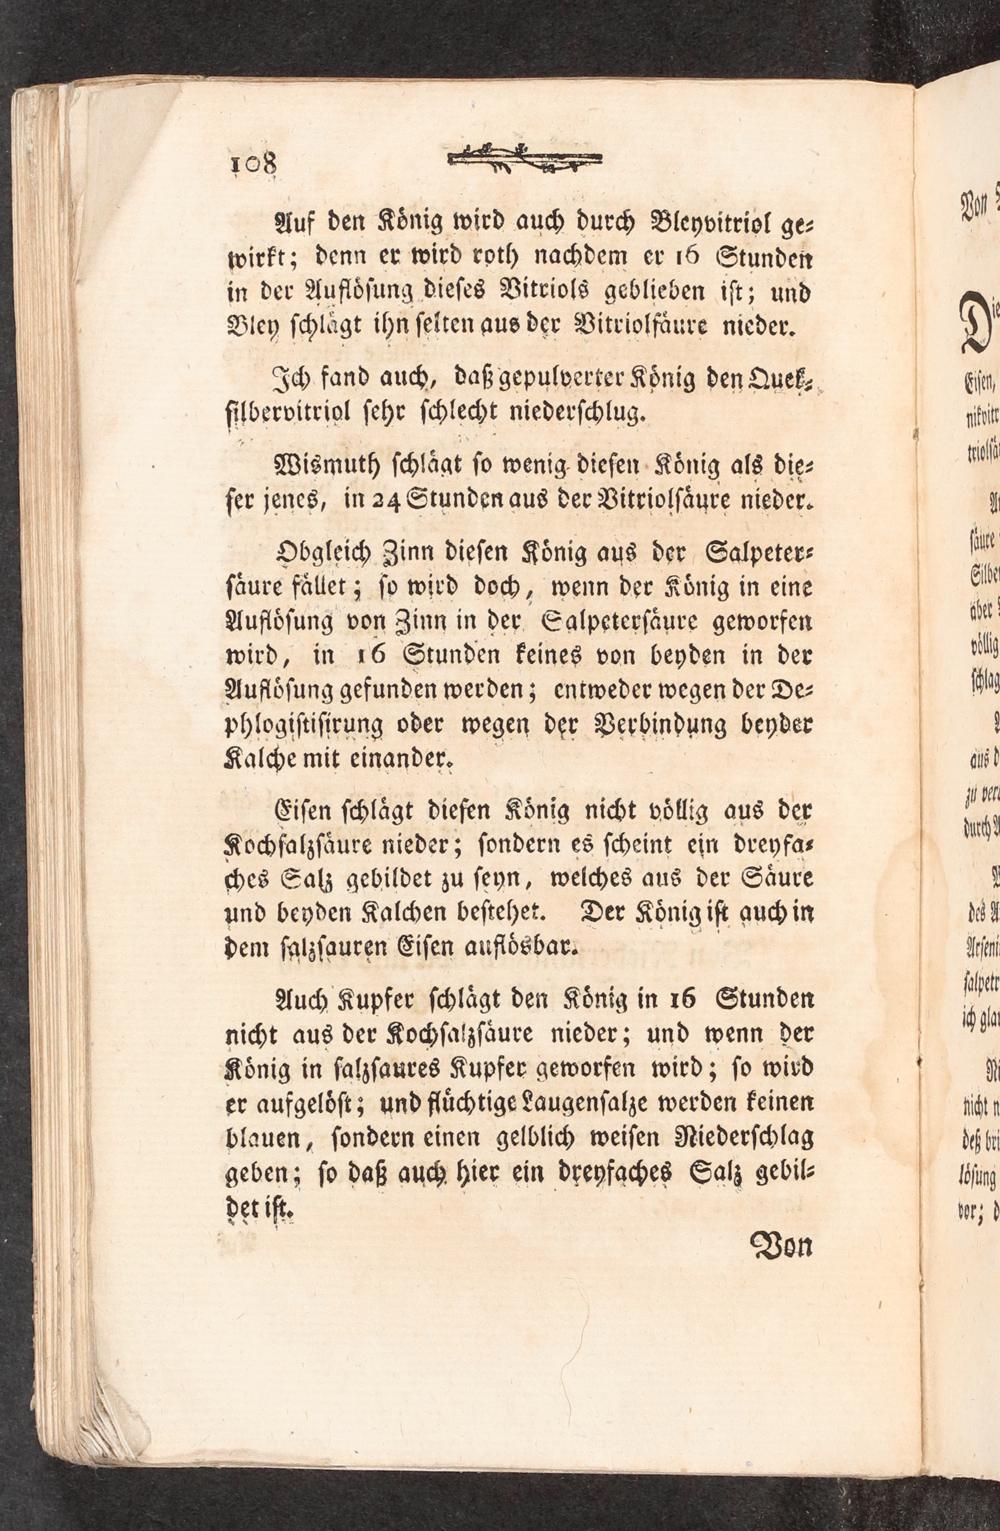 108
Auf den König wird auch durch Bleyvitriol ge-
wirkt; denn er wird roth nachdem er 16 Stunden
in der Auflösung dieses Vitriols geblieben ist; und
Bley schlägt ihn selten aus der Vitriolsäure nieder.
Ich fand auch, daß gepulverter König den Quek-
silbervitriol sehr schlecht niederschlug.
Wismuth schlägt so wenig diesen König als die-
ser jenes, in 24 Stunden aus der Vitriolsäure nieder.
Obgleich Zinn diesen König aus der Salpeter-
säure fället; so wird doch, wenn der König in eine
Auflösung von Zinn in der Salpetersäure geworfen
wird, in 16 Stunden keines von beyden in der
Auflösung gefunden werden; entweder wegen der De-
phlogistisirung oder wegen der Verbindung beyder
Kalche mit einander.
Eisen schlägt diesen König nicht völlig aus der
Kochsalzsäure nieder; sondern es scheint ein dreyfa-
ches Salz gebildet zu seyn, welches aus der Säure
und beyden Kalchen bestehet. Der König ist auch in
dem salzsauren Eisen auflösbar.
Auch Kupfer schlägt den König in 16 Stunden
nicht aus der Kochsalzsäure nieder; und wenn der
König in salzsaures Kupfer geworfen wird; so wird
er aufgelöst; und flüchtige Laugensalze werden keinen
blauen, sondern einen gelblich weisen Niederschlag
geben; so daß auch hier ein dreyfaches Salz gebil-
det ist.
Von
Von
Die
Eisen,
aus d
durch
des A
ich